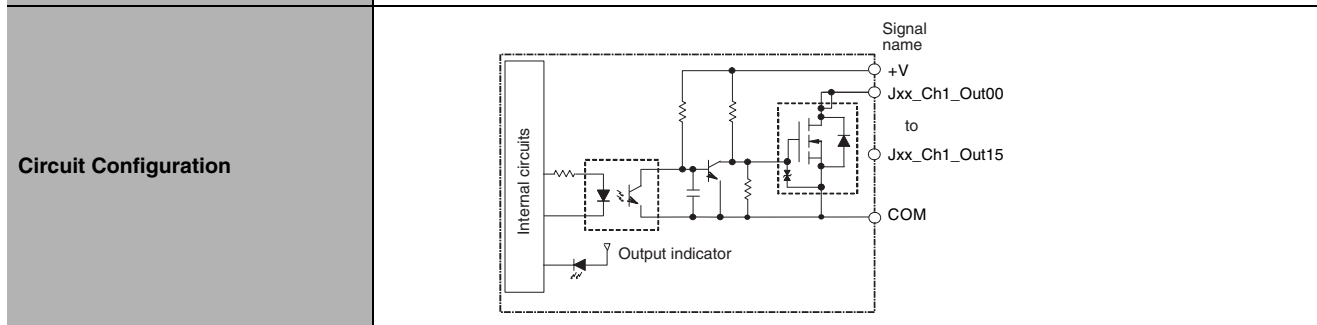 Circuit Configuration
Signal
name
+V
Jxx_Ch1_Out00
to
Jxx_Ch1_Out15
COM
Internal circuits
Output indicator